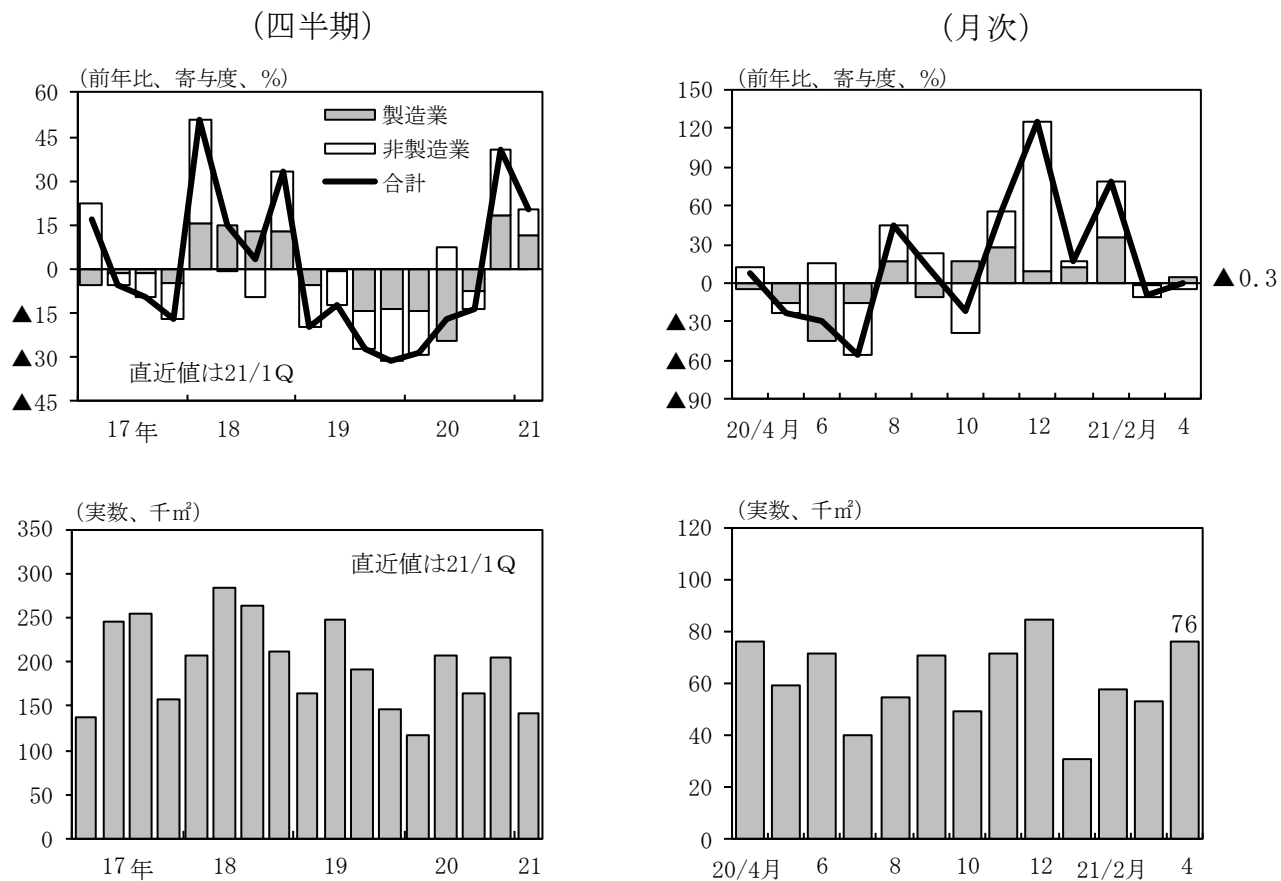 (四半期)
(前年比、寄与度、%)
60
45
30
15
0
▲15
▲30
▲45
製造業
非製造業
合計
直近値は21/1Q
17年 18 19 20 21
(月次)
(前年比、寄与度、%)
150
120
90
60
30
0
▲30
▲60
▲90
▲0.3
20/4月 6 8 10 12 21/2月 4
(実数、千㎡)
350
300
250
200
150
100
50
0
直近値は21/1Q
17年 18 19 20 21
(実数、千㎡)
120
100
80
60
40
20
0
76
20/4月 6 8 10 12 21/2月 4